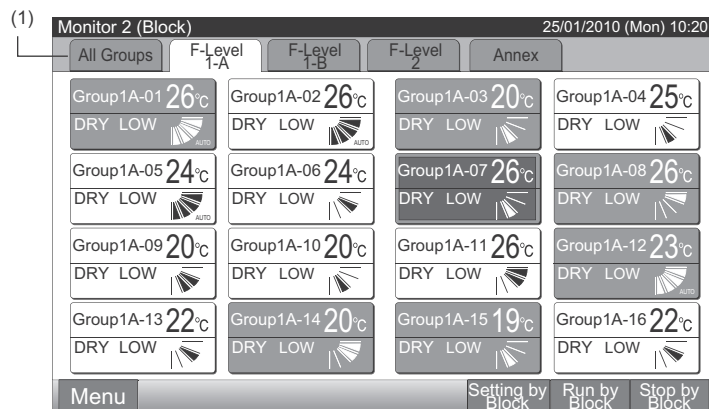 (1)
Monitor 2 (Block) 25/01/2010 (Mon) 10:20
All Groups F-Level 1-A F-Level 1-B F-Level 2 Annex
Group1A-01 26°C Group1A-02 26°C Group1A-03 20°C Group1A-04 25°C
DRY LOW AUTO DRY LOW AUTO DRY LOW DRY LOW
Group1A-05 24°C Group1A-06 24°C Group1A-07 26°C Group1A-08 26°C
DRY LOW AUTO DRY LOW DRY LOW DRY LOW
Group1A-09 20°C Group1A-10 20°C Group1A-11 26°C Group1A-12 23°C
DRY LOW DRY LOW DRY LOW DRY LOW AUTO
Group1A-13 22°C Group1A-14 20°C Group1A-15 19°C Group1A-16 22°C
DRY LOW DRY LOW DRY LOW DRY LOW
Menu Setting by Block Run by Block Stop by Block